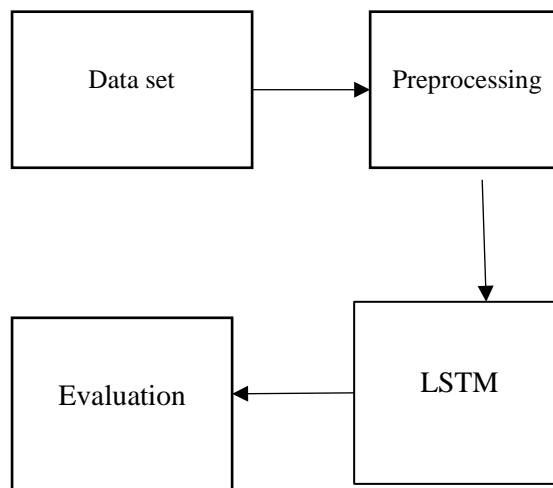 Data set
Preprocessing
LSTM
Evaluation